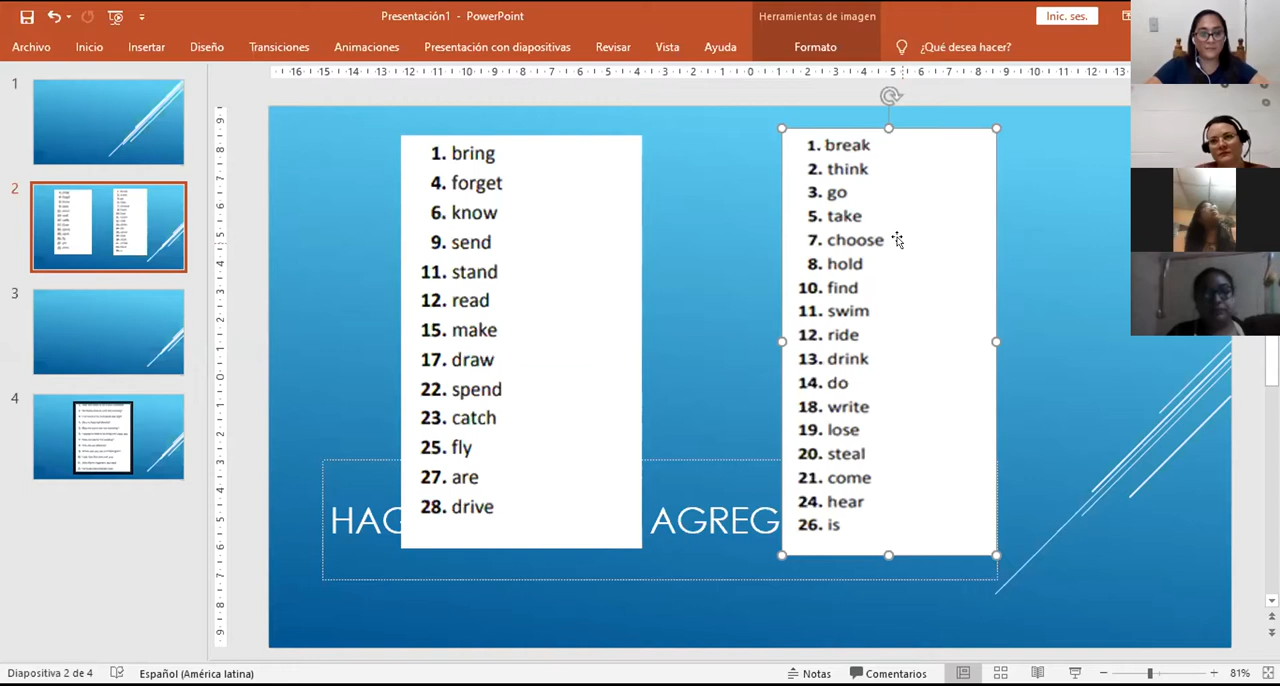 Presentación1 - PowerPoint
Herramientas de imagen
Inic. ses.
Archivo
Inicio
Insertar
Diseño
Transiciones
Animaciones
Presentación con diapositivas
Revisar
Vista
Ayuda
Formato
¿Qué desea hacer?
1
2
3
4
1. bring
4. forget
6. know
9. send
11. stand
12. read
15. make
17. draw
22. spend
23. catch
25. fly
27. are
28. drive
1. break
2. think
3. go
5. take
7. choose
8. hold
10. find
11. swim
12. ride
13. drink
14. do
18. write
19. lose
20. steal
21. come
24. hear
26. is
HAG
AGREG
Diapositiva 2 de 4
Español (América latina)
Notas
Comentarios
81%